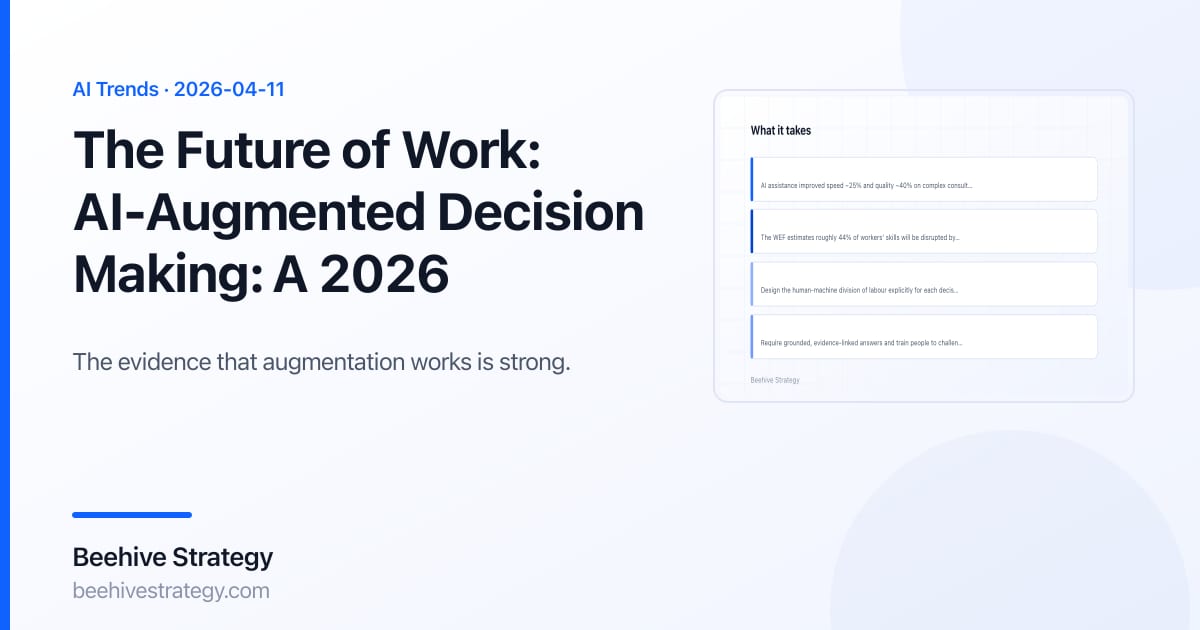 AI Trends · 2026-04-11
The Future of Work:
AI-Augmented Decision
Making: A 2026
The evidence that augmentation works is strong.
Beehive Strategy
beehivestrategy.com
What it takes
AI assistance improved speed ~25% and quality ~40% on complex consult...
The WEF estimates roughly 44% of workers' skills will be disrupted by...
Design the human-machine division of labour explicitly for each decis...
Require grounded, evidence-linked answers and train people to challen...
Beehive Strategy